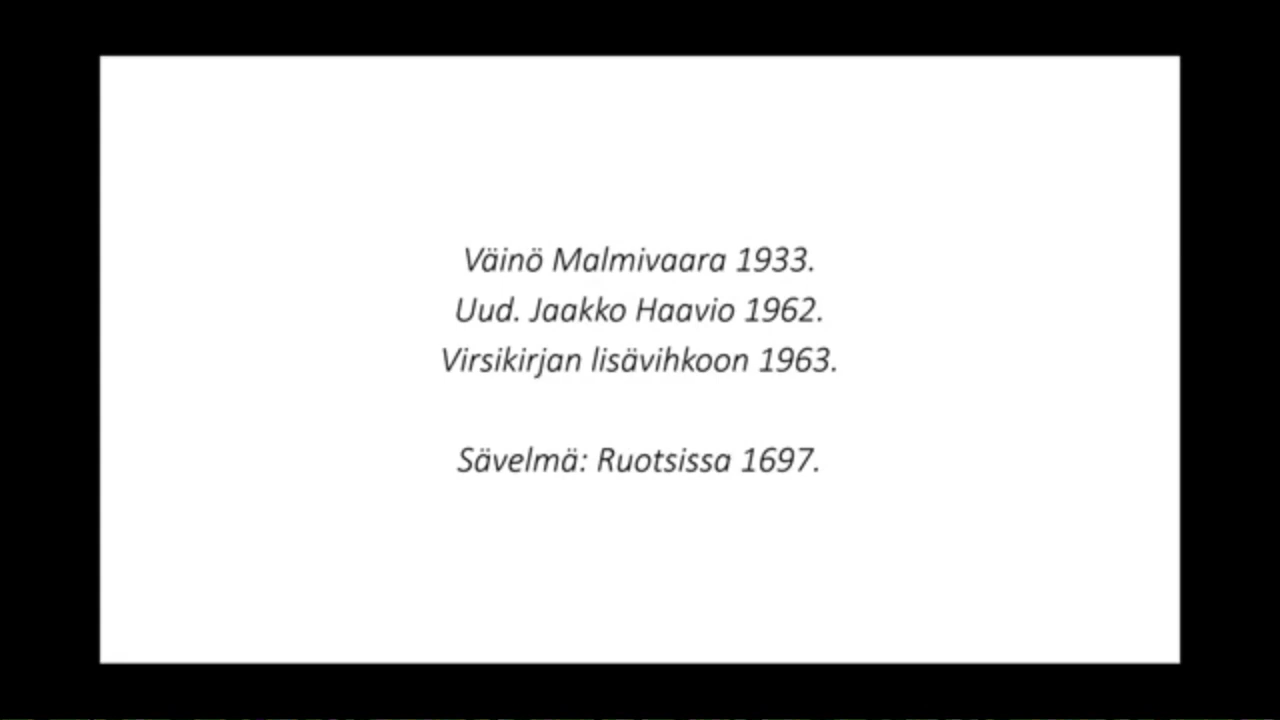 Väinö Malmivaara 1933.
Uud. Jaakko Haavio 1962.
Virsikirjan lisävihkoon 1963.
Sävelmä: Ruotsissa 1697.